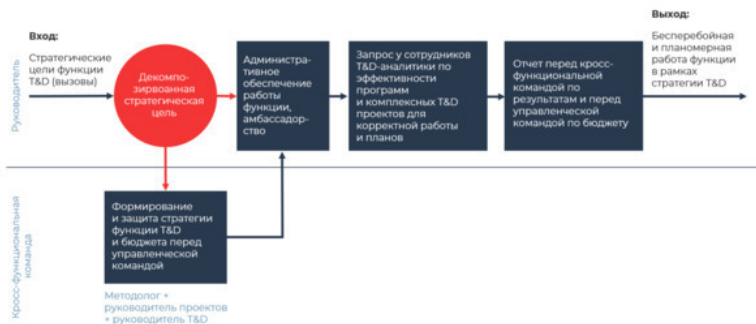 Вход:
Стратегические
цели функции
T&D (вызовы)
Руководитель
Декомпо-
зирвоанная
стратегическая
цель
Административ-
тивное
обеспечение
работы
функции,
амбассадор-
ство
Запрос у сотрудников
T&D-аналитики по
эффективности
программ
и комплексных T&D
проектов для
корректной работы
и планов
Отчет перед кросс-
функциональной
командой по
результатам и перед
управленческой
командой по бюджету
Выход:
Бесперебойная
и планомерная
работа функции
в рамках
стратегии T&D
Кросс-функциональная
команда
Формирование
и защита стратегии
функции T&D
и бюджета перед
управленческой
командой
Методолог +
руководитель проектов
+ руководитель T&D